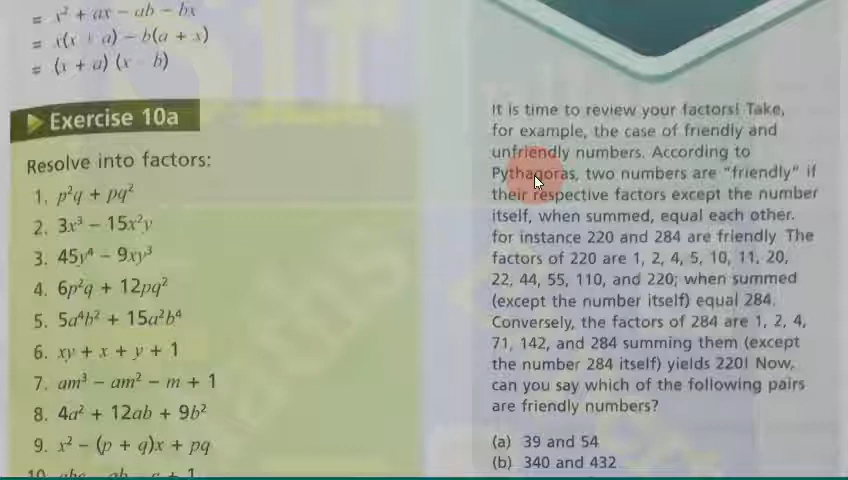 = x² + ax – ab – bx
= x(x + a) – b(a + x)
= (x + a) (x – b)
Exercise 10a
Resolve into factors:
1. p²q + pq²
2. 3x³ – 15x²y
3. 45y⁴ – 9xy³
4. 6p²q + 12pq²
5. 5a⁴b² + 15a²b⁴
6. xy + x + y + 1
7. am³ – am² – m + 1
8. 4a² + 12ab + 9b²
9. x² – (p + q)x + pq
It is time to review your factors! Take,
for example, the case of friendly and
unfriendly numbers. According to
Pythagoras, two numbers are "friendly" if
their respective factors except the number
itself, when summed, equal each other.
for instance 220 and 284 are friendly The
factors of 220 are 1, 2, 4, 5, 10, 11, 20,
22, 44, 55, 110, and 220; when summed
(except the number itself) equal 284.
Conversely, the factors of 284 are 1, 2, 4,
71, 142, and 284 summing them (except
the number 284 itself) yields 220! Now,
can you say which of the following pairs
are friendly numbers?
(a) 39 and 54
(b) 340 and 432